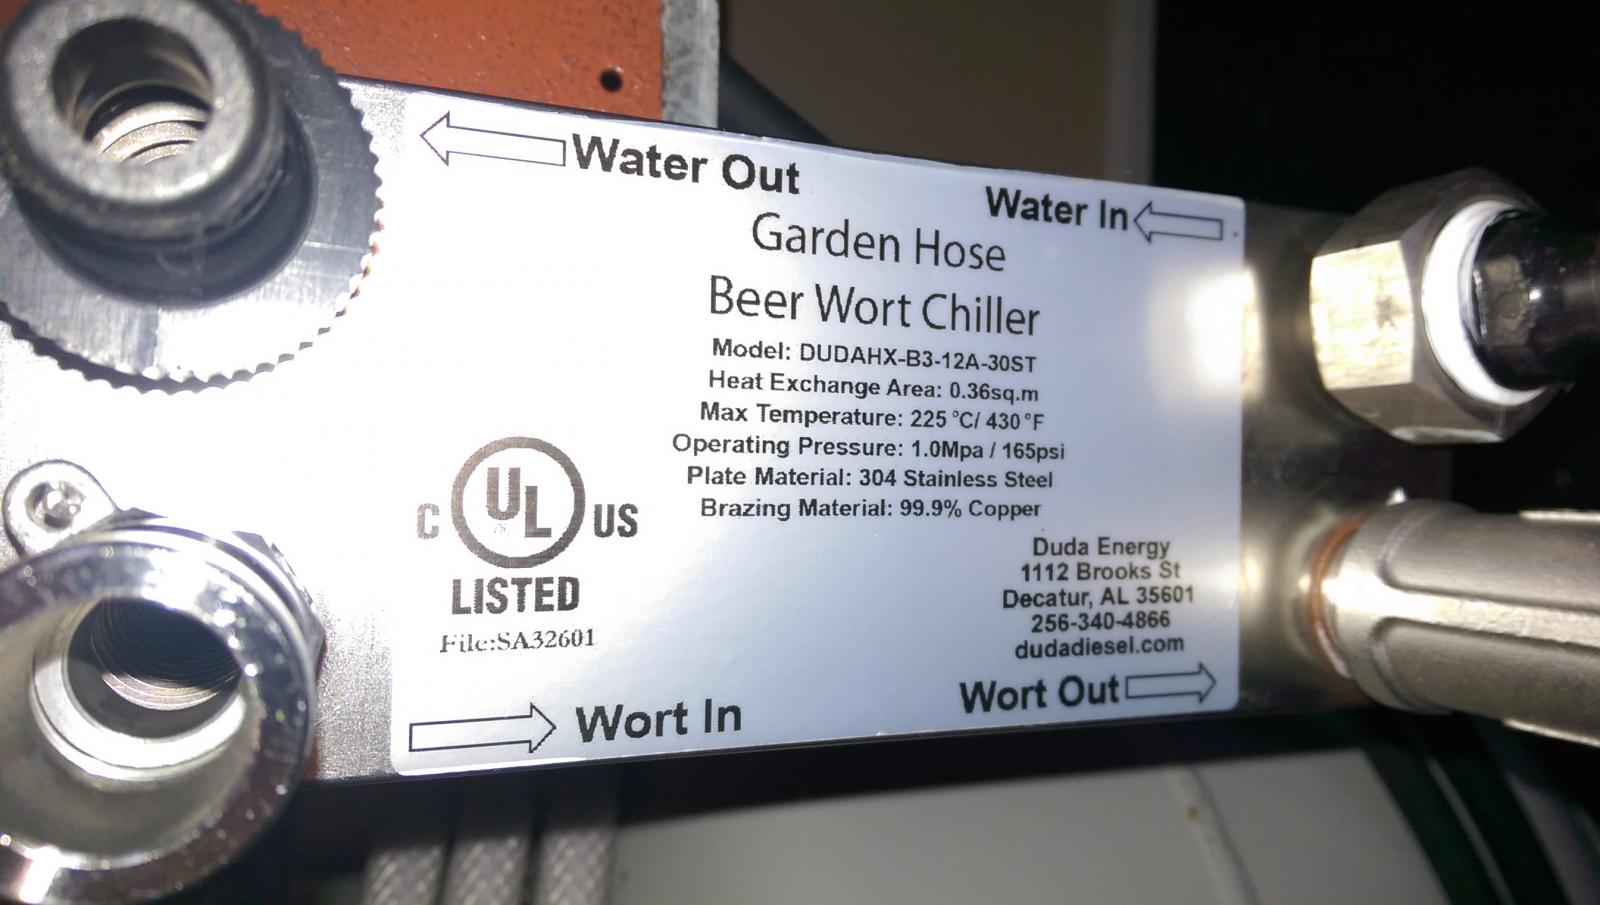 Water Out
Water In
Garden Hose
Beer Wort Chiller
Model: DUDAHX-B3-12A-30ST
Heat Exchange Area: 0.36sq.m
Max Temperature: 225 °C/ 430 °F
Operating Pressure: 1.0Mpa / 165psi
Plate Material: 304 Stainless Steel
Brazing Material: 99.9% Copper
C UL US
LISTED
File:SA32601
Duda Energy
1112 Brooks St
Decatur, AL 35601
256-340-4866
dudadiesel.com
Wort In
Wort Out